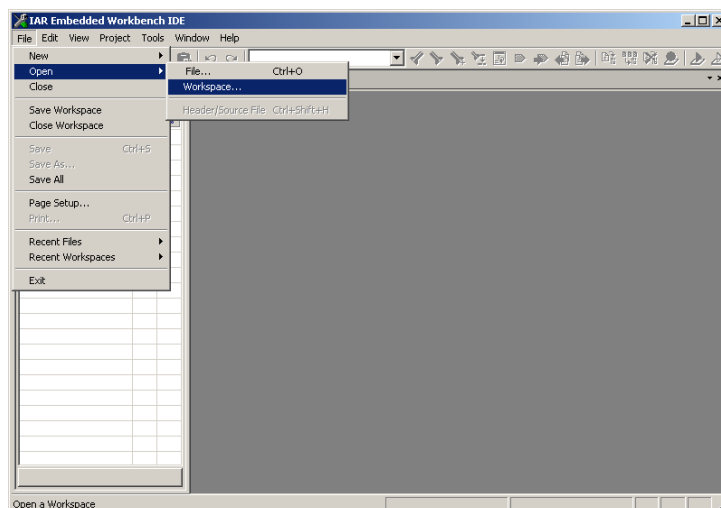 IAR Embedded Workbench IDE
File Edit View Project Tools Window Help
New
Open
Close
Save Workspace
Close Workspace
Save Ctrl+S
Save As...
Save All
Page Setup...
Print... Ctrl+P
Recent Files
Recent Workspaces
Exit
File... Ctrl+O
Workspace...
Header/Source File Ctrl+Shift+H
Open a Workspace